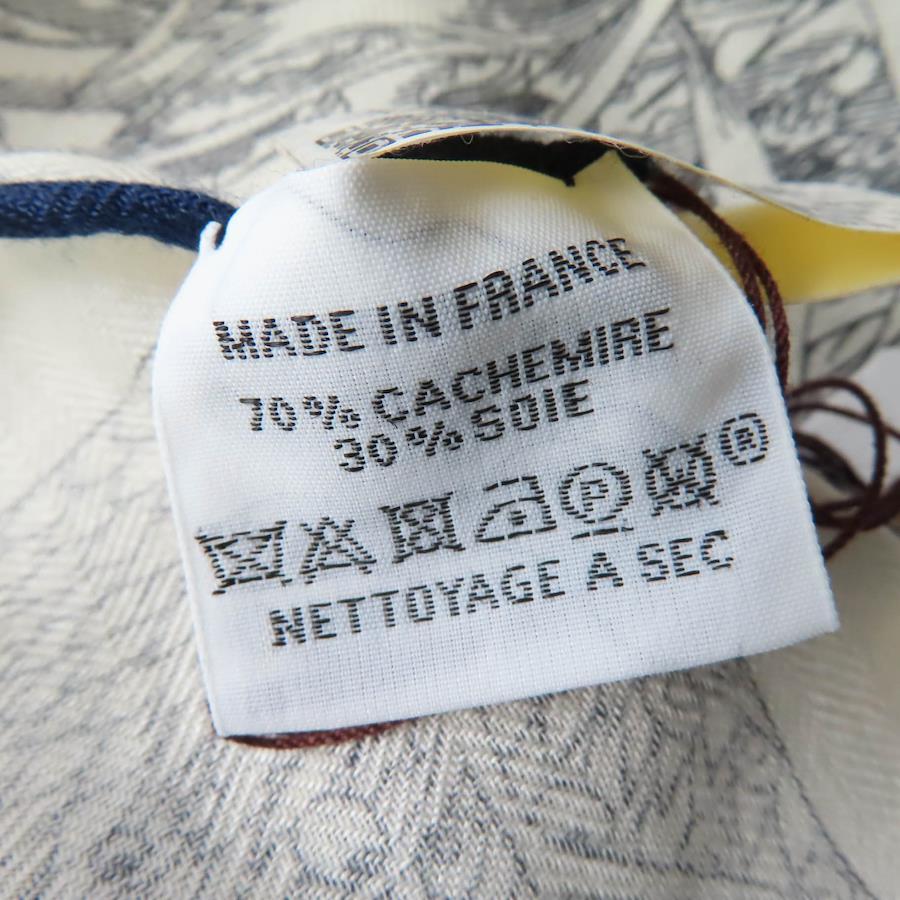 MADE IN FRANCE
70% CACHEMIRE
30% SOIE
P W ®
NETTOYAGE A SEC